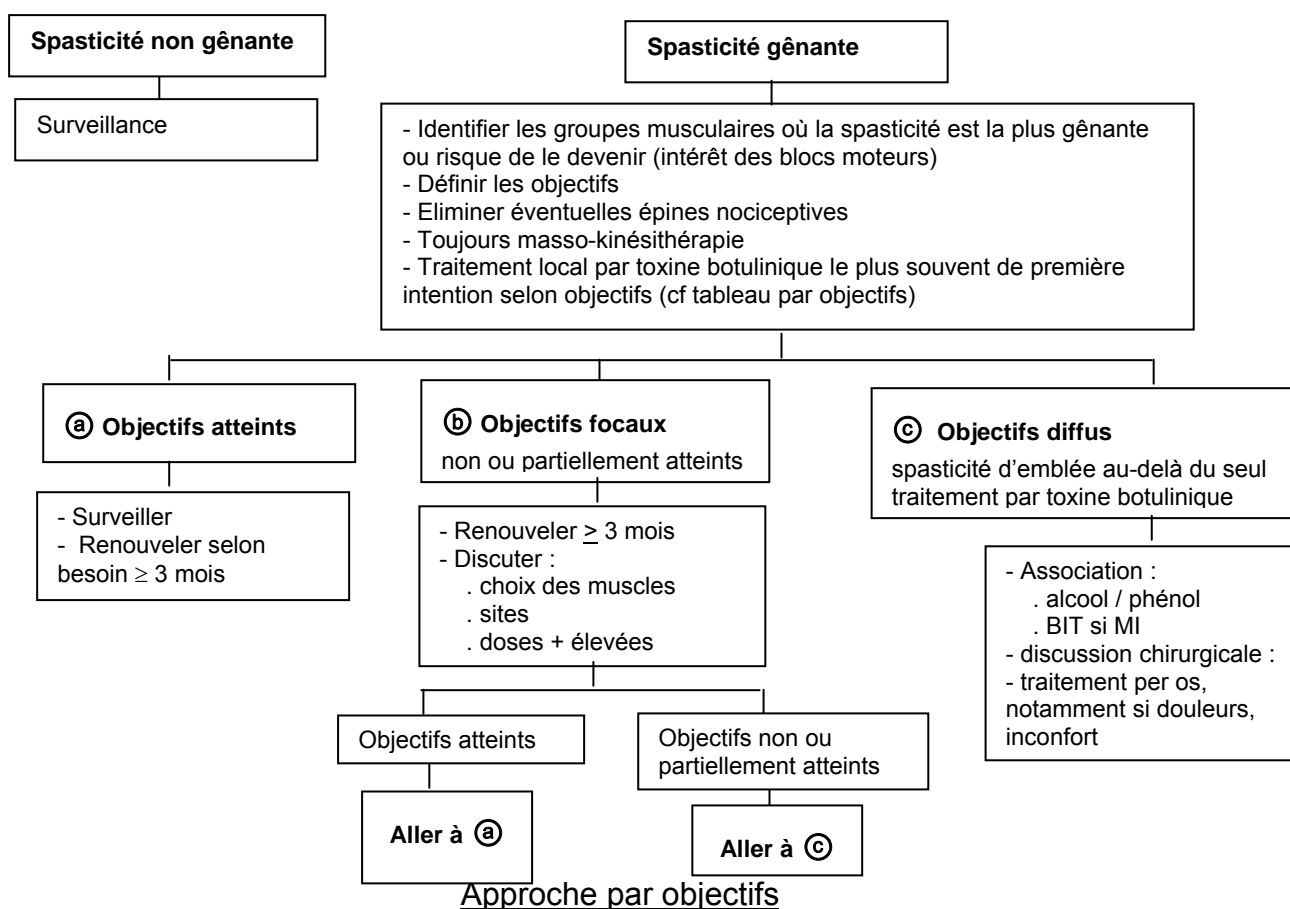 Spasticité non gênante
Surveillance
Spasticité gênante
- Identifier les groupes musculaires où la spasticité est la plus gênante
ou risque de le devenir (intérêt des blocs moteurs)
- Définir les objectifs
- Eliminer éventuelles épines nociceptives
- Toujours masso-kinésithérapie
- Traitement local par toxine botulinique le plus souvent de première
intention selon objectifs (cf tableau par objectifs)
ⓐ Objectifs atteints
- Surveiller
- Renouveler selon
besoin ≥ 3 mois
ⓑ Objectifs focaux
non ou partiellement atteints
- Renouveler ≥ 3 mois
- Discuter :
. choix des muscles
. sites
. doses + élevées
Objectifs atteints
Aller à ⓐ
Objectifs non ou
partiellement atteints
Aller à ⓒ
ⓒ Objectifs diffus
spasticité d'emblée au-delà du seul
traitement par toxine botulinique
- Association :
. alcool / phénol
. BIT si MI
- discussion chirurgicale :
- traitement per os,
notamment si douleurs,
inconfort
Approche par objectifs